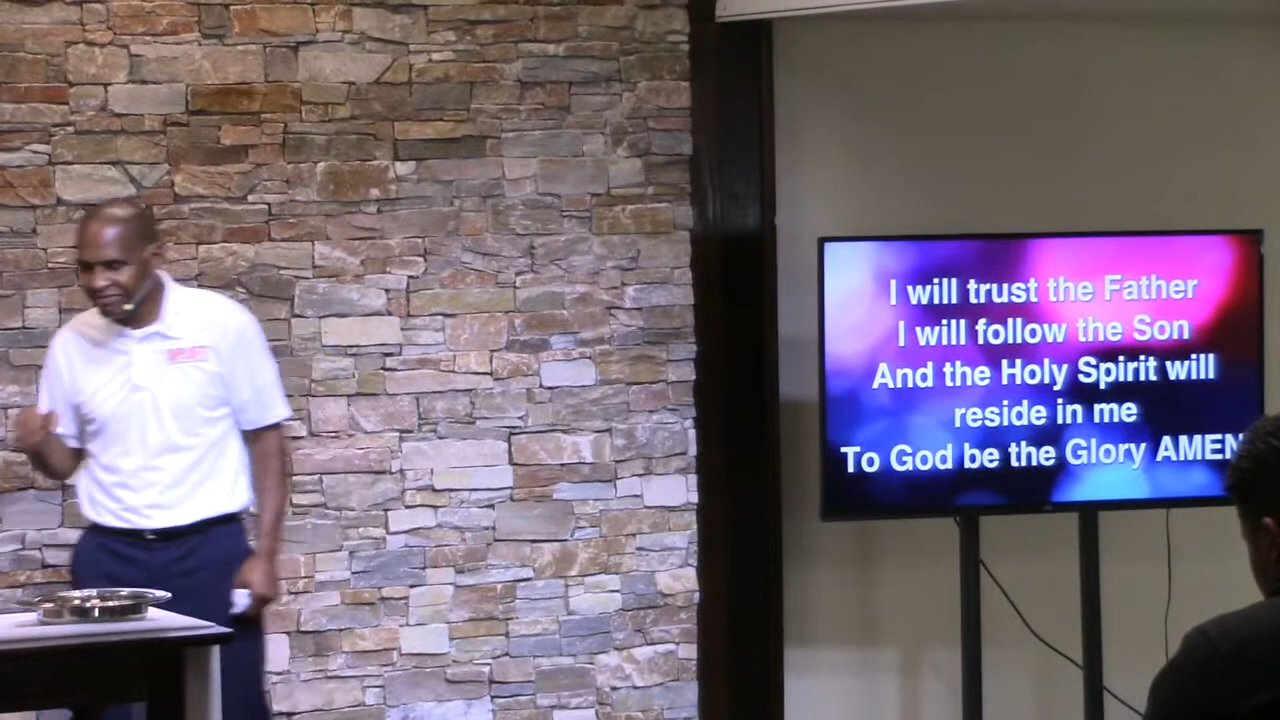 I will trust the Father
I will follow the Son
And the Holy Spirit will
reside in me
To God be the Glory AMEN